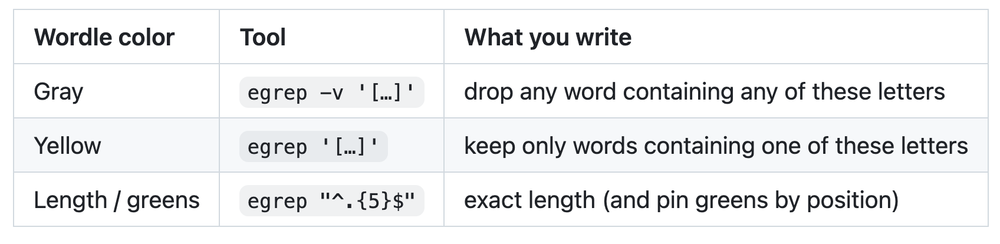 Wordle color Tool What you write
Gray egrep -v '[…]' drop any word containing any of these letters
Yellow egrep '[…]' keep only words containing one of these letters
Length / greens egrep "^.{5}$" exact length (and pin greens by position)